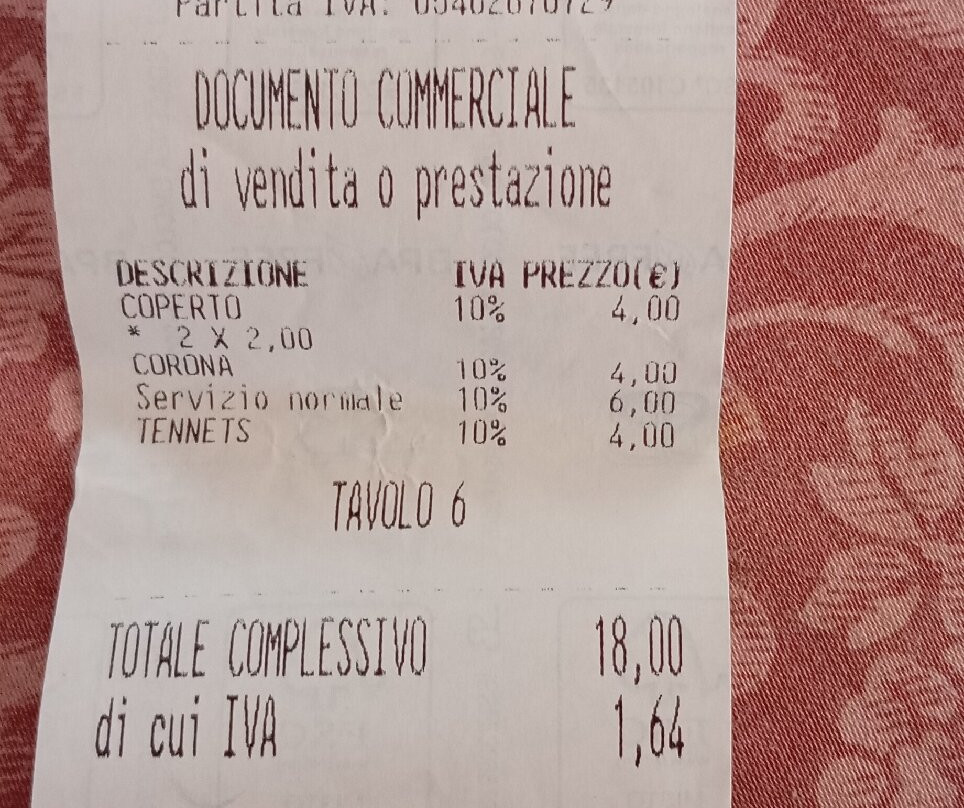 Partita IVA:
DOCUMENTO COMMERCIALE
di vendita o prestazione
DESCRIZIONE IVA PREZZO(€)
COPERTO 10% 4,00
* 2 X 2,00
CORONA 10% 4,00
Servizio normale 10% 6,00
TENNETS 10% 4,00
TAVOLO 6
TOTALE COMPLESSIVO 18,00
di cui IVA 1,64